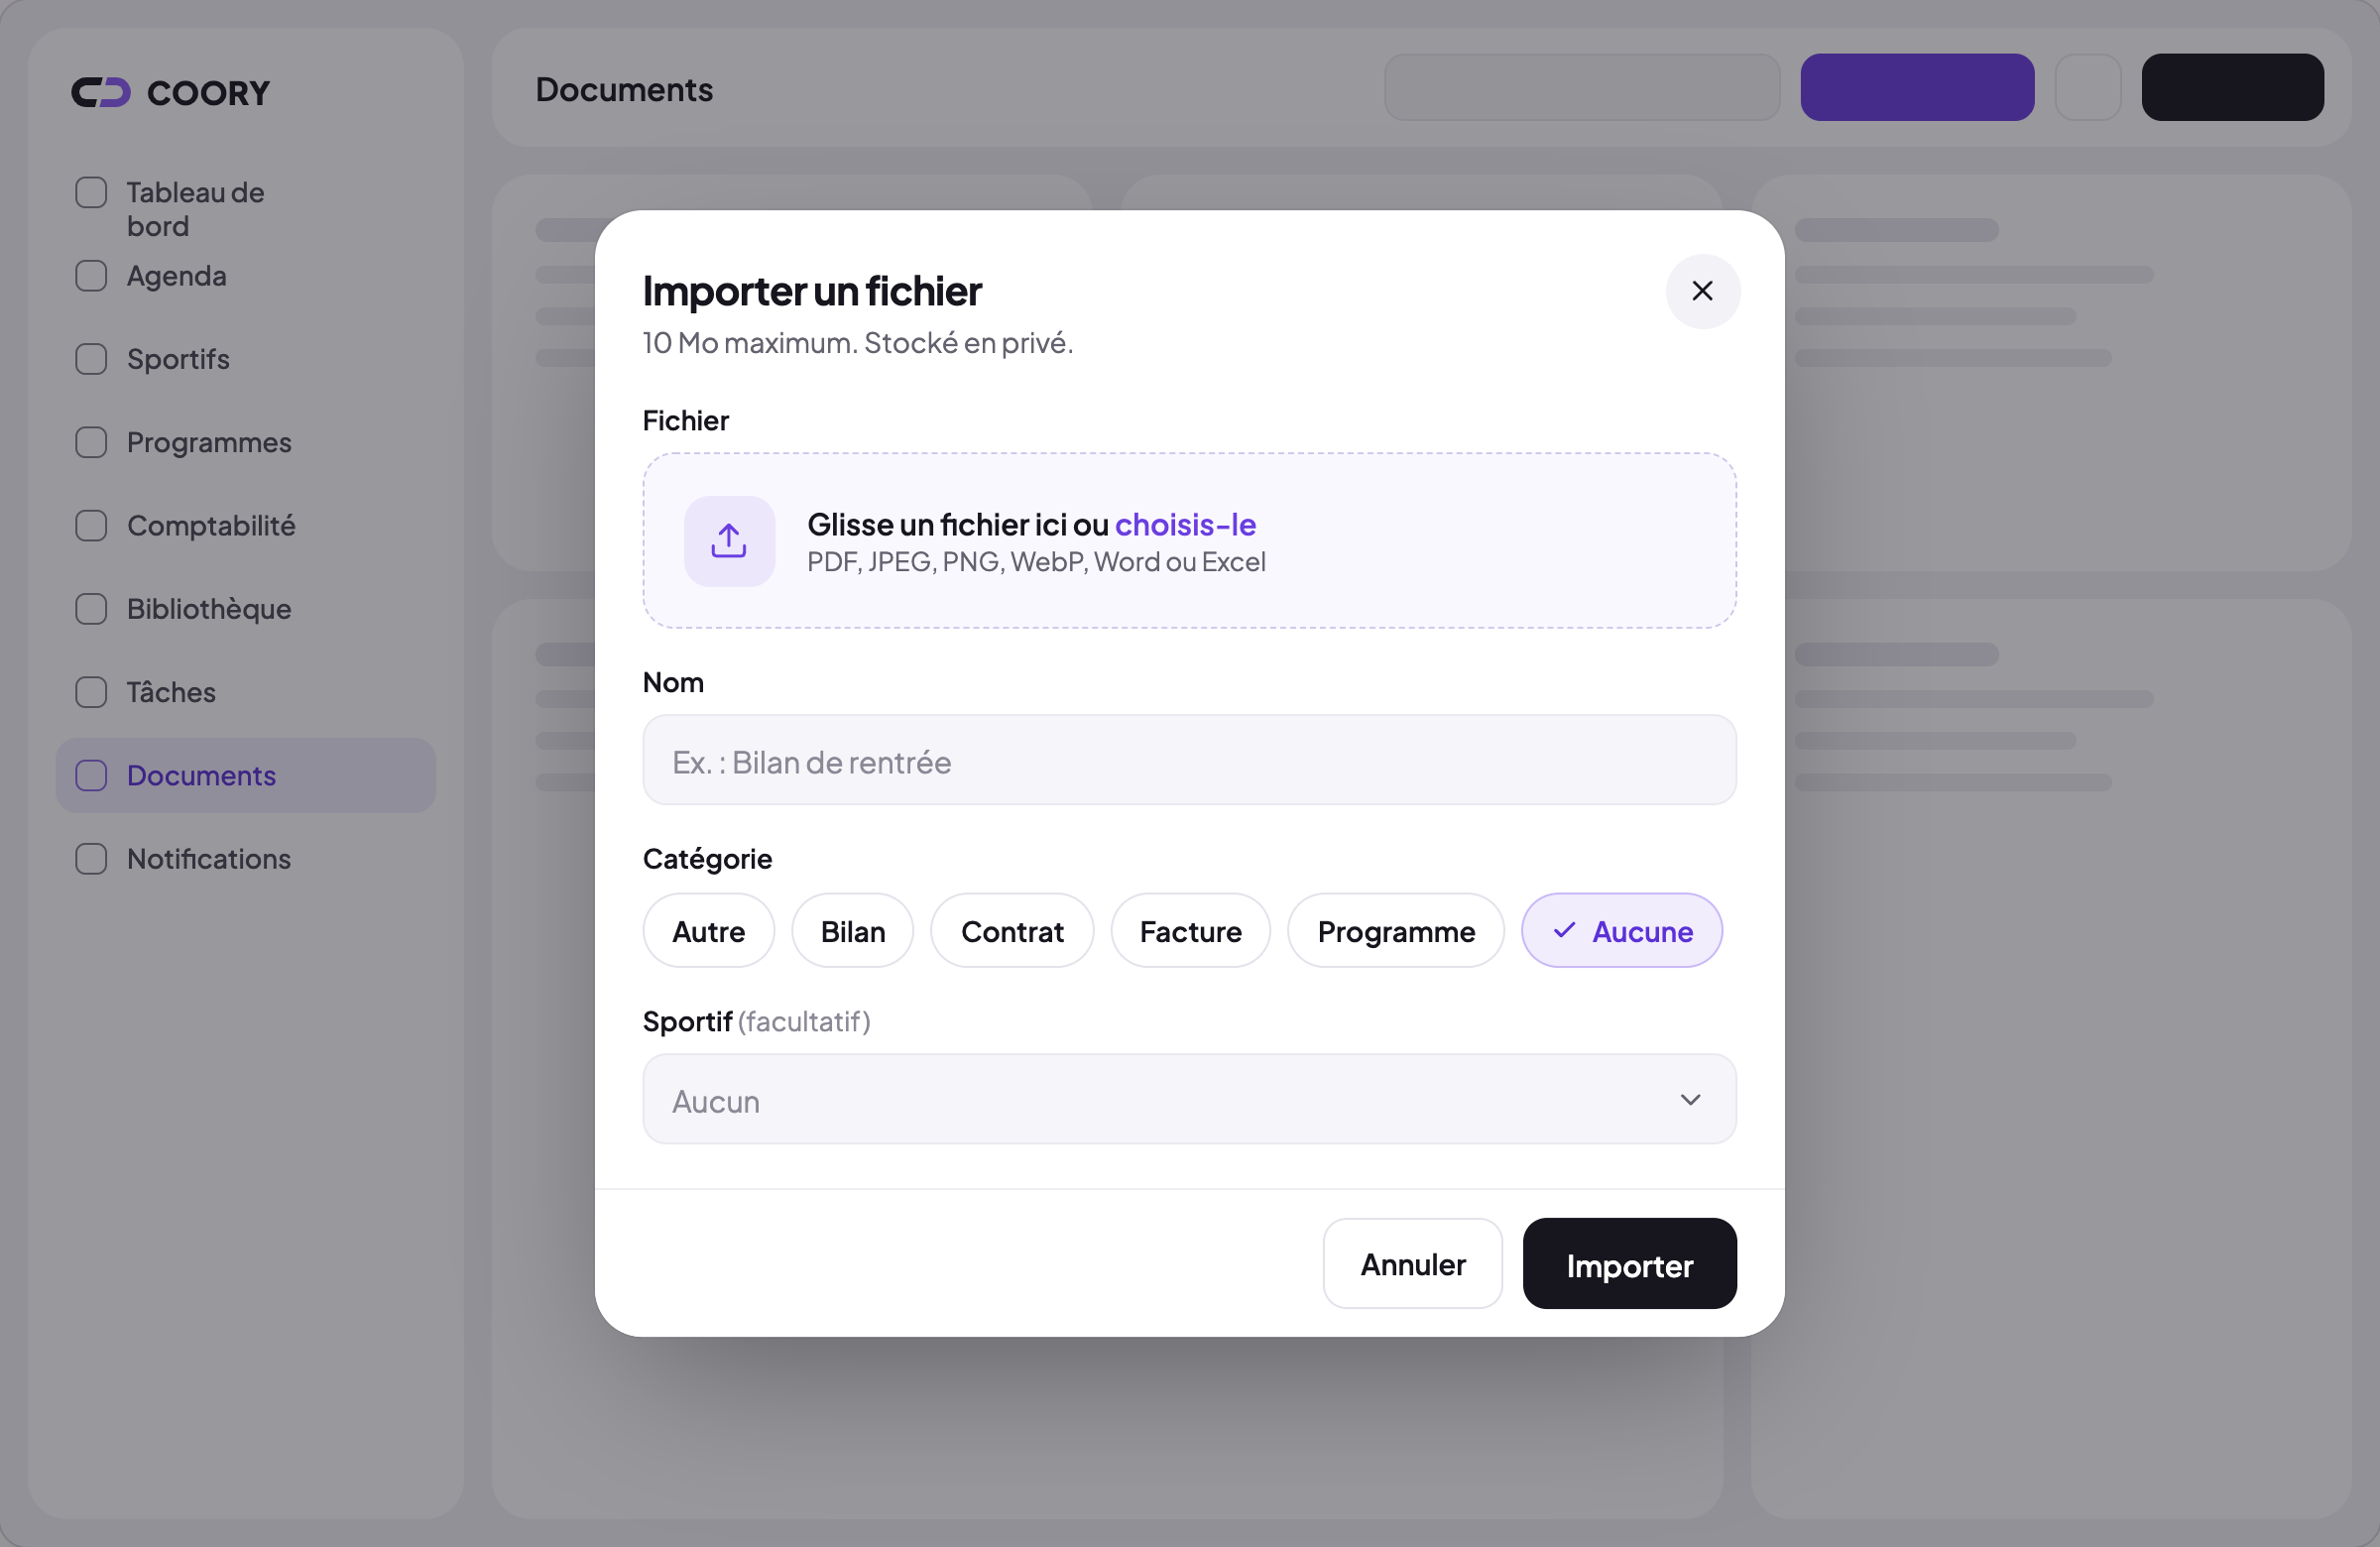 COORY
Tableau de
bord
Agenda
Sportifs
Programmes
Comptabilité
Bibliothèque
Tâches
Documents
Notifications
Documents
Importer un fichier
10 Mo maximum. Stocké en privé.
Fichier
Glisse un fichier ici ou choisis-le
PDF, JPEG, PNG, WebP, Word ou Excel
Nom
Ex. : Bilan de rentrée
Catégorie
Autre Bilan Contrat Facture Programme Aucune
Sportif (facultatif)
Aucun
Annuler Importer